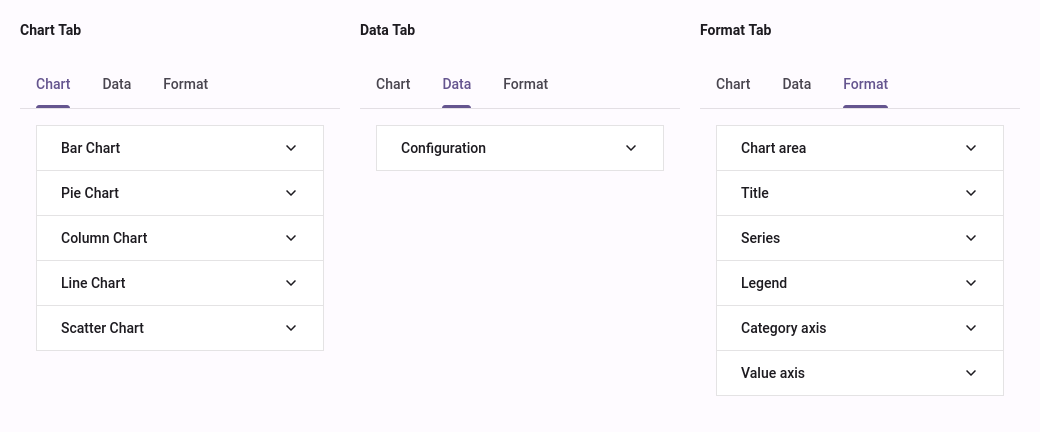 Chart Tab
Chart Data Format
Bar Chart
Pie Chart
Column Chart
Line Chart
Scatter Chart
Data Tab
Chart Data Format
Configuration
Format Tab
Chart Data Format
Chart area
Title
Series
Legend
Category axis
Value axis